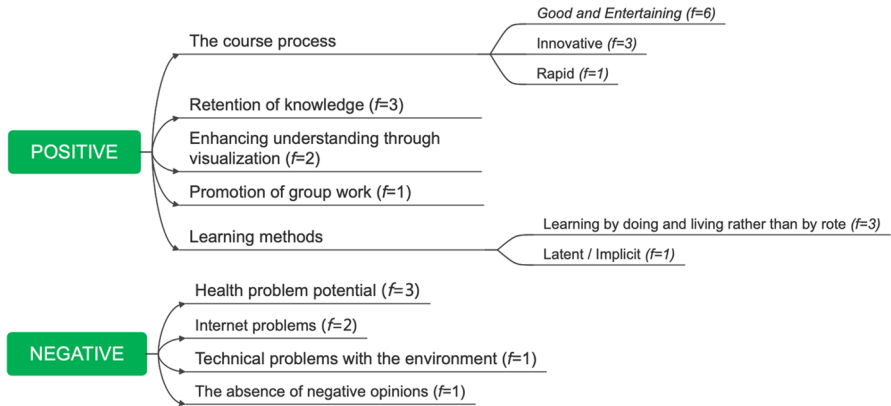 Good and Entertaining (f=6)
The course process
Innovative (f=3)
Rapid (f=1)
Retention of knowledge (f=3)
Enhancing understanding through
visualization (f=2)
POSITIVE
Promotion of group work (f=1)
Learning by doing and living rather than by rote (f=3)
Learning methods
Latent / Implicit (f=1)
Health problem potential (f=3)
Internet problems (f=2)
NEGATIVE
Technical problems with the environment (f=1)
The absence of negative opinions (f=1)